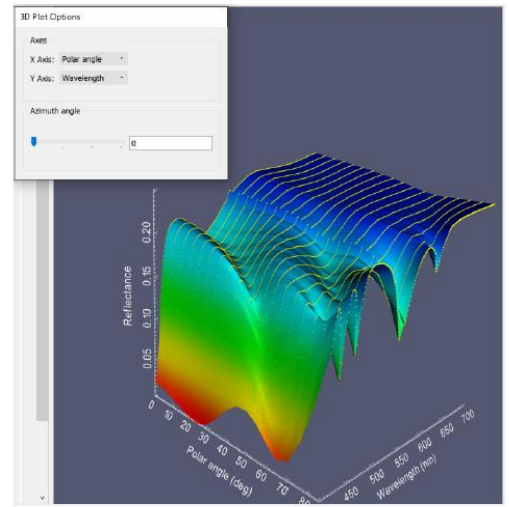 3D Plot Options
Axes
X Axis: Polar angle
Y Axis: Wavelength
Azimuth angle
0
0.20
0.15
0.10
0.05
Reflectance
0 10 20 30 40 50 60 70 80
Polar angle (deg)
450 500 550 600 650 700
Wavelength (nm)